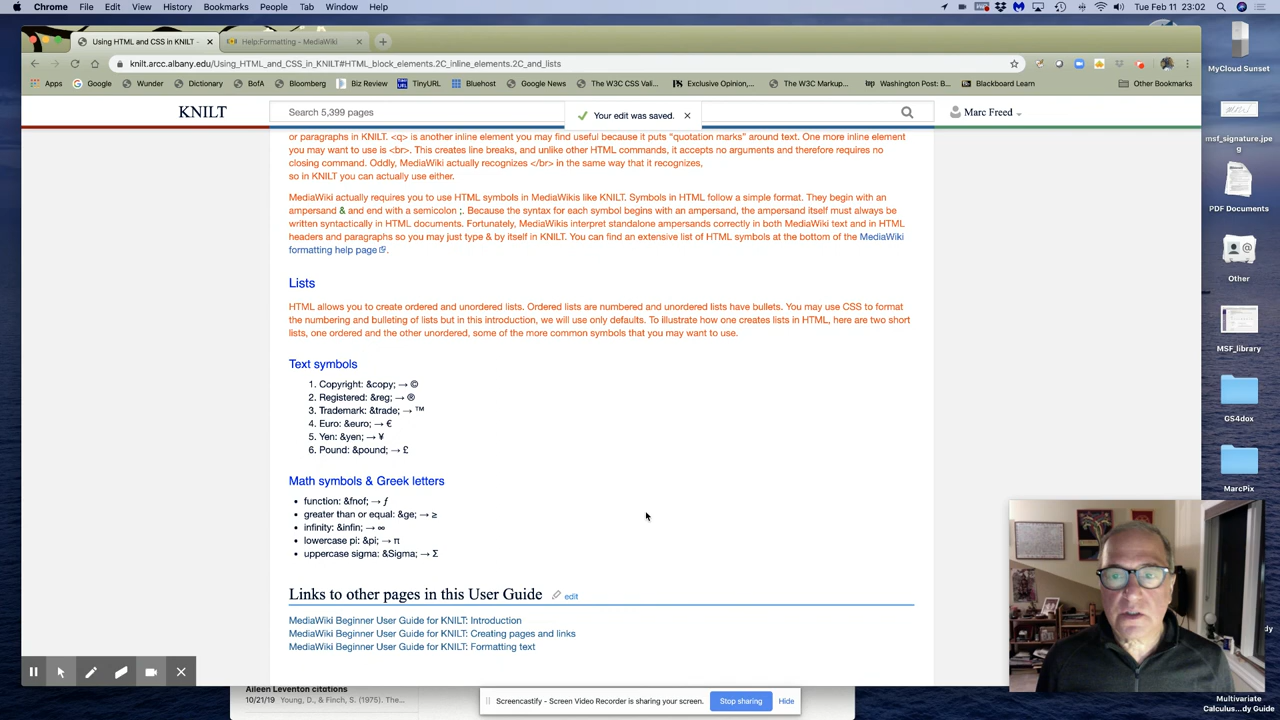 Chrome File Edit View History Bookmarks People Tab Window Help Tue Feb 11 23:02
Using HTML and CSS in KNILT - Help:Formatting - MediaWiki
knilt.arcc.albany.edu/Using_HTML_and_CSS_in_KNILT#HTML_block_elements.2C_inline_elements.2C_and_lists
Apps Google Wunder Dictionary BofA Bloomberg Biz Review TinyURL Bluehost The W3C CSS Vali... Exclusive Opinion,... The W3C Markup... Washington Post: B... Blackboard Learn Other Bookmarks
KNILT Search 5,399 pages Your edit was saved. Marc Freed
or paragraphs in KNILT. <q> is another inline element you may find useful because it puts “quotation marks” around text. One more inline element
you may want to use is <br>. This creates line breaks, and unlike other HTML commands, it accepts no arguments and therefore requires no
closing command. Oddly, MediaWiki actually recognizes </br> in the same way that it recognizes,
so in KNILT you can actually use either.
MediaWiki actually requires you to use HTML symbols in MediaWikis like KNILT. Symbols in HTML follow a simple format. They begin with an
ampersand & and end with a semicolon ;. Because the syntax for each symbol begins with an ampersand, the ampersand itself must always be
written syntactically in HTML documents. Fortunately, MediaWikis interpret standalone ampersands correctly in both MediaWiki text and in HTML
headers and paragraphs so you may just type & by itself in KNILT. You can find an extensive list of HTML symbols at the bottom of the MediaWiki
formatting help page.
Lists
HTML allows you to create ordered and unordered lists. Ordered lists are numbered and unordered lists have bullets. You may use CSS to format
the numbering and bulleting of lists but in this introduction, we will use only defaults. To illustrate how one creates lists in HTML, here are two short
lists, one ordered and the other unordered, some of the more common symbols that you may want to use.
Text symbols
1. Copyright: &copy; → ©
2. Registered: &reg; → ®
3. Trademark: &trade; → ™
4. Euro: &euro; → €
5. Yen: &yen; → ¥
6. Pound: &pound; → £
Math symbols & Greek letters
• function: &fnof; → ƒ
• greater than or equal: &ge; → ≥
• infinity: &infin; → ∞
• lowercase pi: &pi; → π
• uppercase sigma: &Sigma; → Σ
Links to other pages in this User Guide edit
MediaWiki Beginner User Guide for KNILT: Introduction
MediaWiki Beginner User Guide for KNILT: Creating pages and links
MediaWiki Beginner User Guide for KNILT: Formatting text
Aileen Leventon citations
10/21/19 Young, D., & Finch, S. (1975). The...
Screencastify - Screen Video Recorder is sharing your screen. Stop sharing Hide
MyCloud Sunset
msf_signature.jpe
g
PDF Documents
Other
MSF_library
GS4dox
MarcPix
Multivariate
Calculus...dy Guide